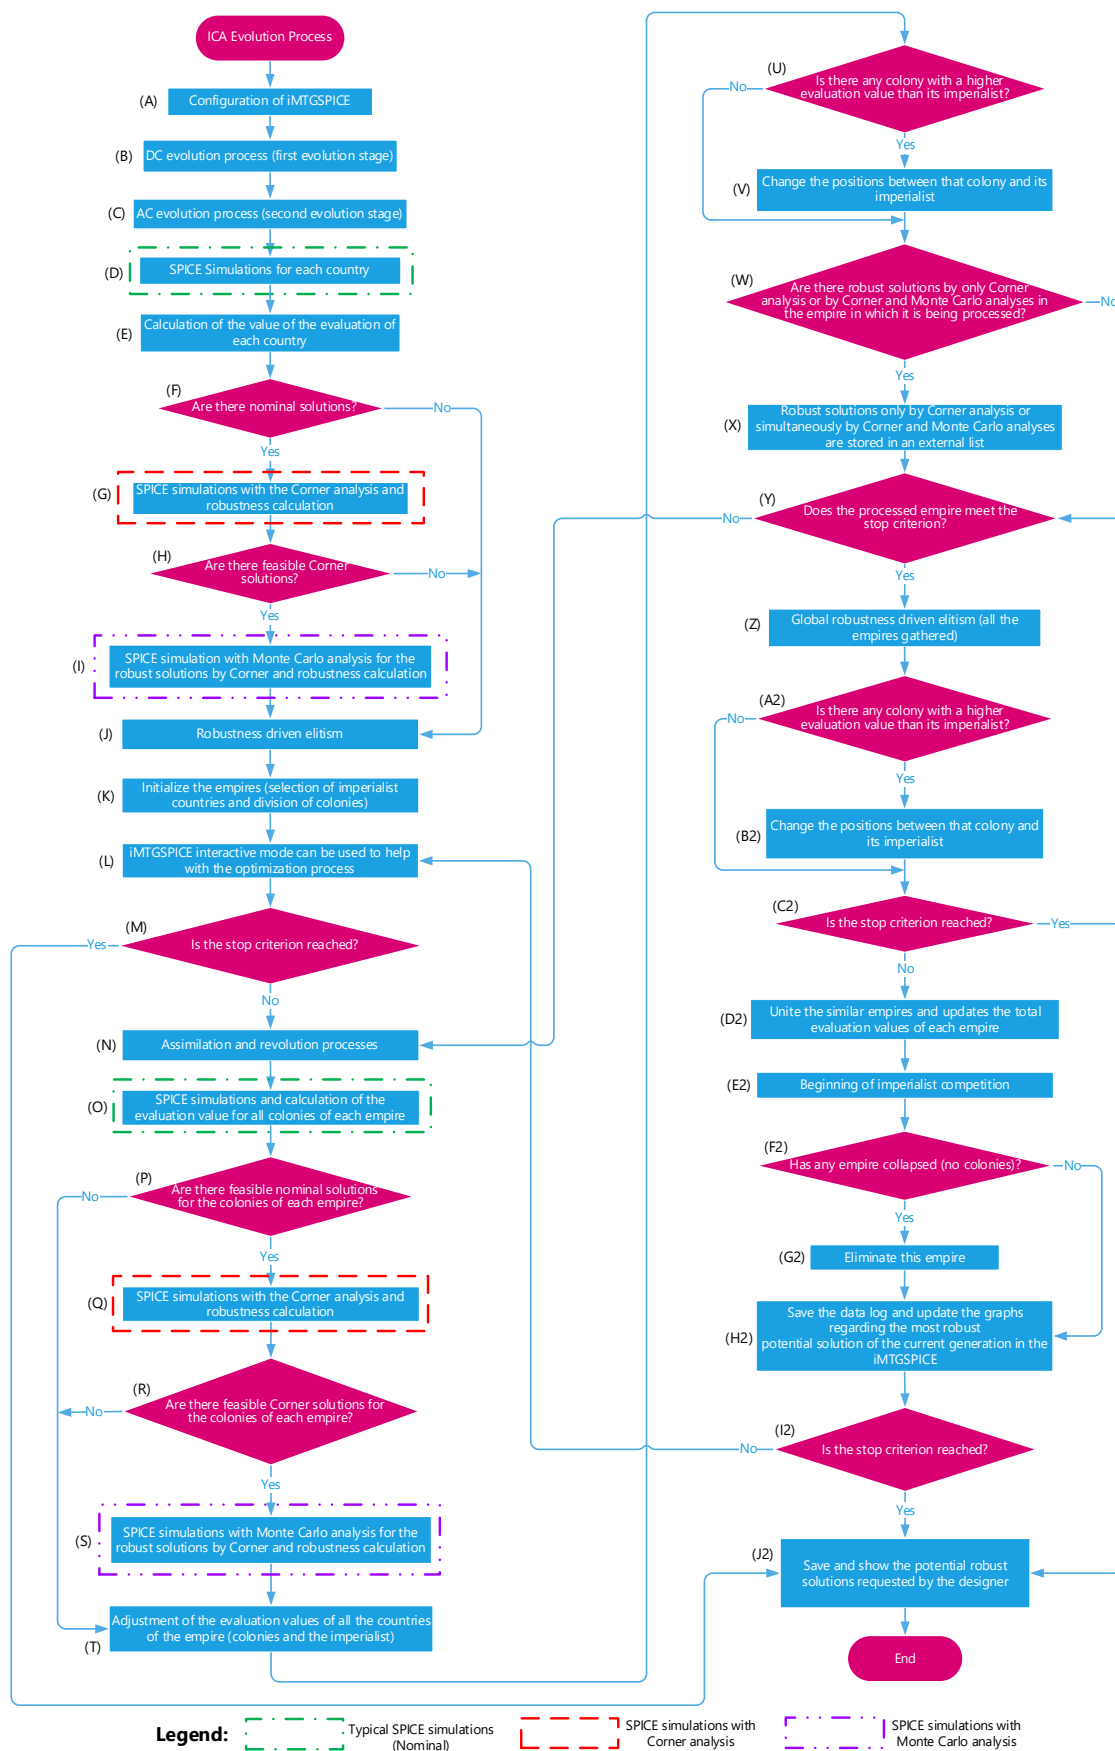 ICA Evolution Process
(A)
Configuration of iMTGSPICE
(B)
DC evolution process (first evolution stage)
(C)
AC evolution process (second evolution stage)
(D)
SPICE Simulations for each country
(E)
Calculation of the value of the evaluation of
each country
(F)
Are there nominal solutions?
No
Yes
(G)
SPICE simulations with the Corner analysis and
robustness calculation
(H)
Are there feasible Corner
solutions?
No
Yes
(I)
SPICE simulation with Monte Carlo analysis for the
robust solutions by Corner and robustness calculation
(J)
Robustness driven elitism
(K)
Initialize the empires (selection of imperialist
countries and division of colonies)
(L)
iMTGSPICE interactive mode can be used to help
with the optimization process
(M)
Is the stop criterion reached?
Yes
No
(N)
Assimilation and revolution processes
(O)
SPICE simulations and calculation of the
evaluation value for all colonies of each empire
(P)
Are there feasible nominal solutions
for the colonies of each empire?
No
Yes
(Q)
SPICE simulations with the Corner analysis and
robustness calculation
(R)
Are there feasible Corner solutions for
the colonies of each empire?
No
Yes
(S)
SPICE simulations with Monte Carlo analysis for the
robust solutions by Corner and robustness calculation
(T)
Adjustment of the evaluation values of all the countries
of the empire (colonies and the imperialist)
(U)
Is there any colony with a higher
evaluation value than its imperialist?
No
Yes
(V)
Change the positions between that colony and its
imperialist
(W)
Are there robust solutions by only Corner
analysis or by Corner and Monte Carlo analyses in
the empire in which it is being processed?
No
Yes
(X)
Robust solutions only by Corner analysis or
simultaneously by Corner and Monte Carlo analyses
are stored in an external list
(Y)
Does the processed empire meet the
stop criterion?
No
Yes
(Z)
Global robustness driven elitism (all the
empires gathered)
(A2)
Is there any colony with a higher
evaluation value than its imperialist?
No
Yes
(B2)
Change the positions between that colony and
its imperialist
(C2)
Is the stop criterion reached?
Yes
No
(D2)
Unite the similar empires and updates the total
evaluation values of each empire
(E2)
Beginning of imperialist competition
(F2)
Has any empire collapsed (no colonies)?
No
Yes
(G2)
Eliminate this empire
(H2)
Save the data log and update the graphs
regarding the most robust
potential solution of the current generation in the
iMTGSPICE
(I2)
Is the stop criterion reached?
No
Yes
(J2)
Save and show the potential robust
solutions requested by the designer
End
Legend:
Typical SPICE simulations
(Nominal)
SPICE simulations with
Corner analysis
SPICE simulations with
Monte Carlo analysis